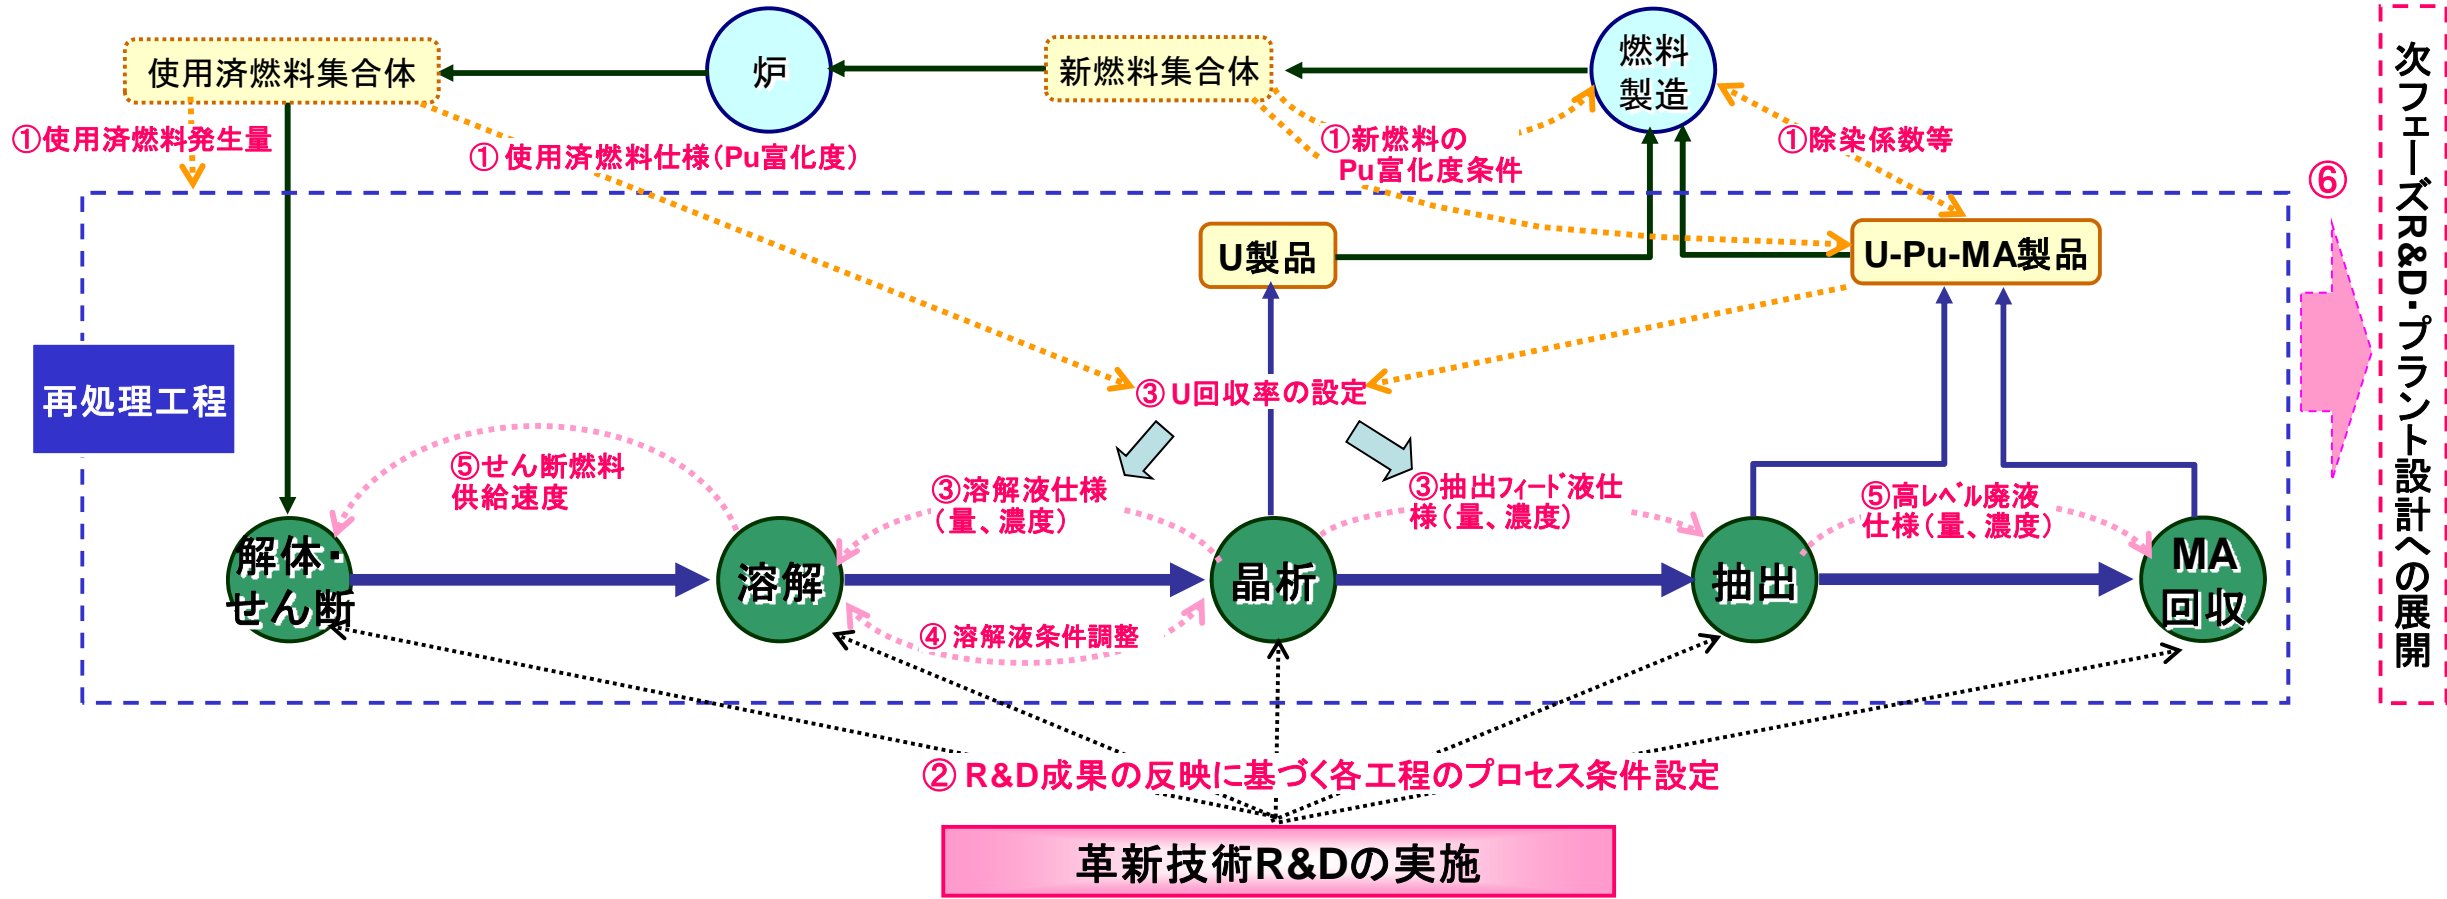 使用済燃料集合体
炉
新燃料集合体
燃料
製造
①使用済燃料発生量
① 使用済燃料仕様（Pu富化度）
①新燃料の
Pu富化度条件
①除染係数等
⑥
次フェーズR&D・プラント設計への展開
U製品
U-Pu-MA製品
再処理工程
③ U回収率の設定
⑤せん断燃料
供給速度
③溶解液仕様
（量、濃度）
③抽出ﾌｨｰﾄﾞ液仕
様（量、濃度）
⑤高ﾚﾍﾞﾙ廃液
仕様（量、濃度）
解体・
せん断
溶解
晶析
抽出
MA
回収
④ 溶解液条件調整
② R&D成果の反映に基づく各工程のプロセス条件設定
革新技術R&Dの実施